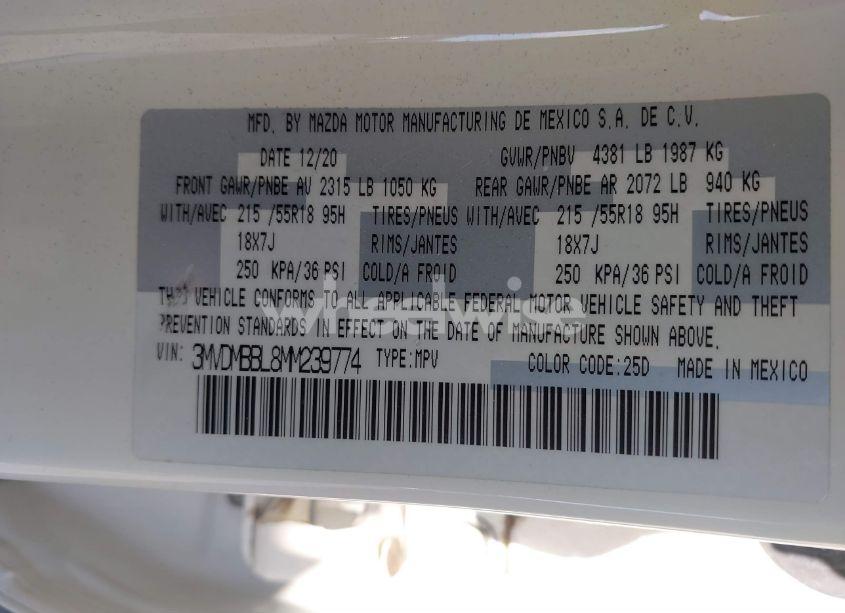 MFD. BY MAZDA MOTOR MANUFACTURING DE MEXICO S.A. DE C.V.
DATE 12/20 GVWR/PNBV 4381 LB 1987 KG
FRONT GAWR/PNBE AV 2315 LB 1050 KG REAR GAWR/PNBE AR 2072 LB 940 KG
WITH/AVEC 215 /55R18 95H TIRES/PNEUS WITH/AVEC 215 /55R18 95H TIRES/PNEUS
18X7J RIMS/JANTES 18X7J RIMS/JANTES
250 KPA/36 PSI COLD/A FROID 250 KPA/36 PSI COLD/A FROID
THIS VEHICLE CONFORMS TO ALL APPLICABLE FEDERAL MOTOR VEHICLE SAFETY AND THEFT
PREVENTION STANDARDS IN EFFECT ON THE DATE OF MANUFACTURE SHOWN ABOVE.
VIN: 3MVDMBBL8MM239774 TYPE:MPV COLOR CODE:25D MADE IN MEXICO
wheelwise